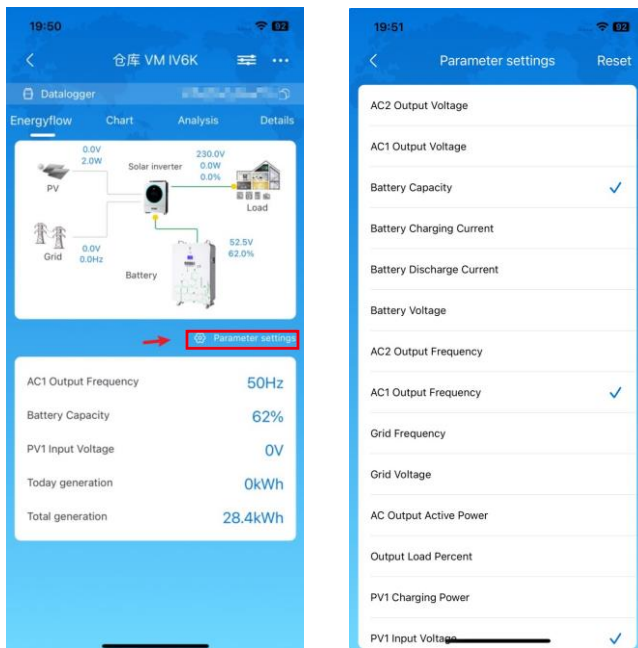 19:50
92
仓库 VM IV6K
Datalogger
Energyflow Chart Analysis Details
0.0V
2.0W
PV
Solar inverter
230.0V
0.0W
0.0%
Load
Grid
0.0V
0.0Hz
Battery
52.5V
62.0%
Parameter settings
AC1 Output Frequency 50Hz
Battery Capacity 62%
PV1 Input Voltage 0V
Today generation 0kWh
Total generation 28.4kWh
19:51
92
Parameter settings Reset
AC2 Output Voltage
AC1 Output Voltage
Battery Capacity
Battery Charging Current
Battery Discharge Current
Battery Voltage
AC2 Output Frequency
AC1 Output Frequency
Grid Frequency
Grid Voltage
AC Output Active Power
Output Load Percent
PV1 Charging Power
PV1 Input Voltage